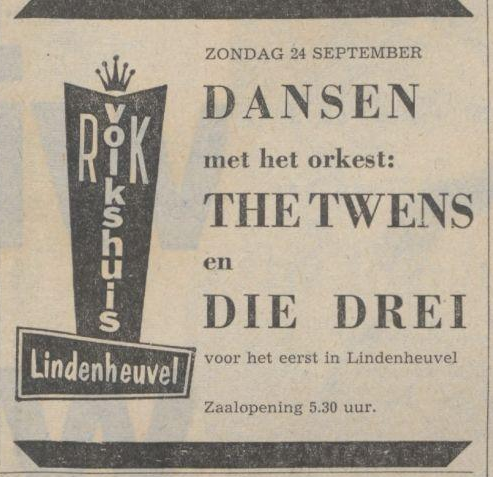 RK
volkshuis
Lindenheuvel
ZONDAG 24 SEPTEMBER
DANSEN
met het orkest:
THE TWENS
en
DIE DREI
voor het eerst in Lindenheuvel
Zaalopening 5.30 uur.